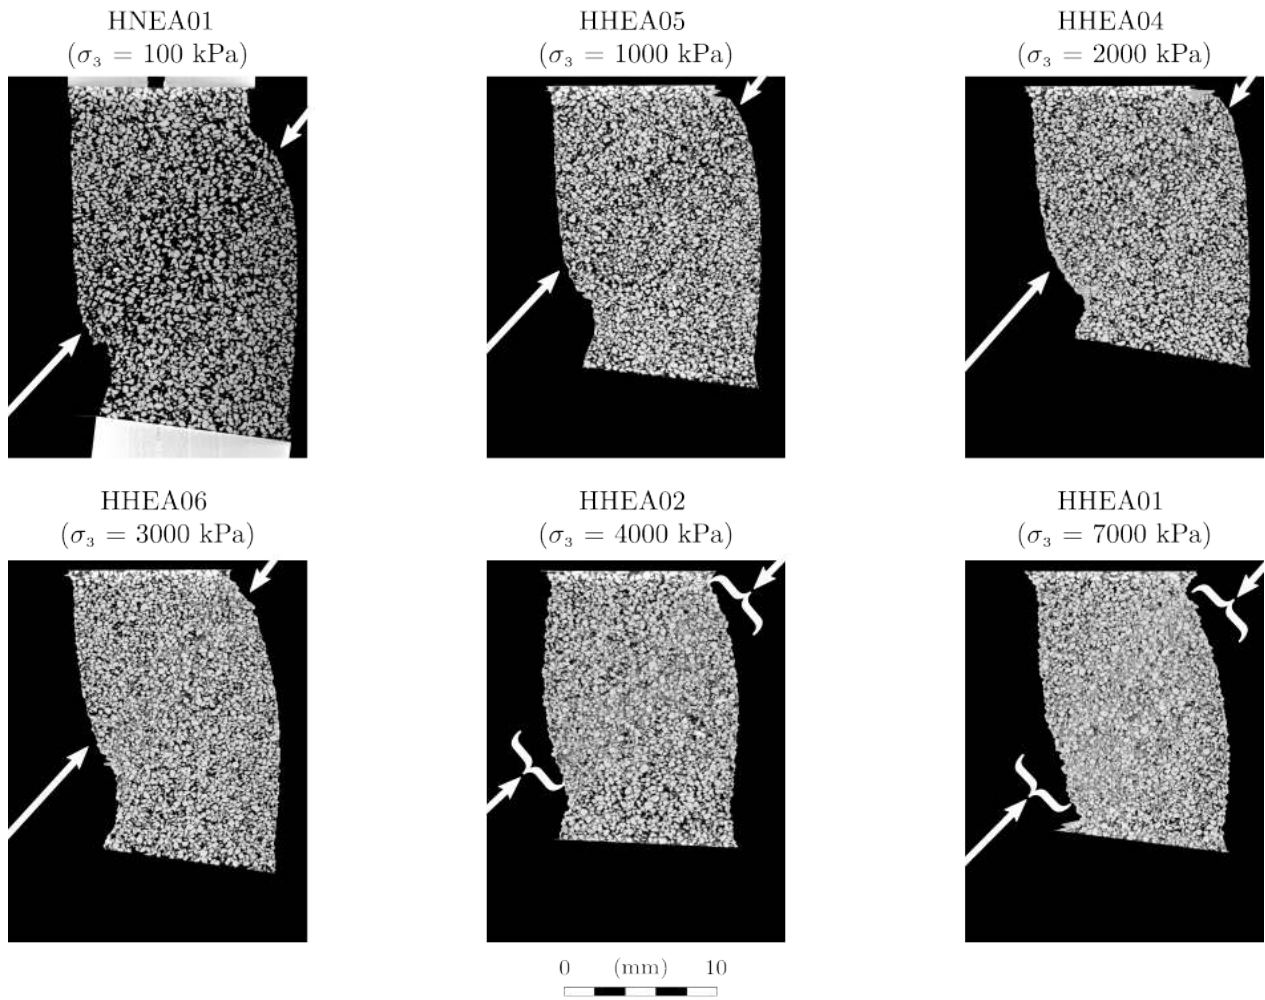 HNEA01
(σ₃ = 100 kPa)
HHEA05
(σ₃ = 1000 kPa)
HHEA04
(σ₃ = 2000 kPa)
HHEA06
(σ₃ = 3000 kPa)
HHEA02
(σ₃ = 4000 kPa)
HHEA01
(σ₃ = 7000 kPa)
0 (mm) 10